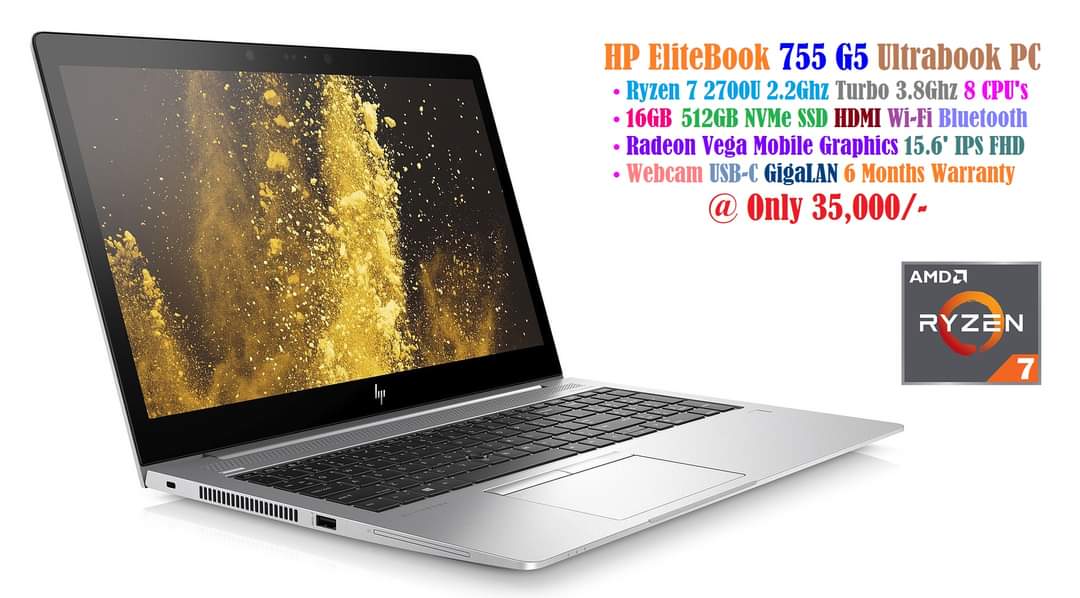 HP EliteBook 755 G5 Ultrabook PC
• Ryzen 7 2700U 2.2Ghz Turbo 3.8Ghz 8 CPU's
• 16GB 512GB NVMe SSD HDMI Wi-Fi Bluetooth
• Radeon Vega Mobile Graphics 15.6" IPS FHD
• Webcam USB-C GigaLAN 6 Months Warranty
@ Only 35,000/-
AMD
RYZEN
7
hp